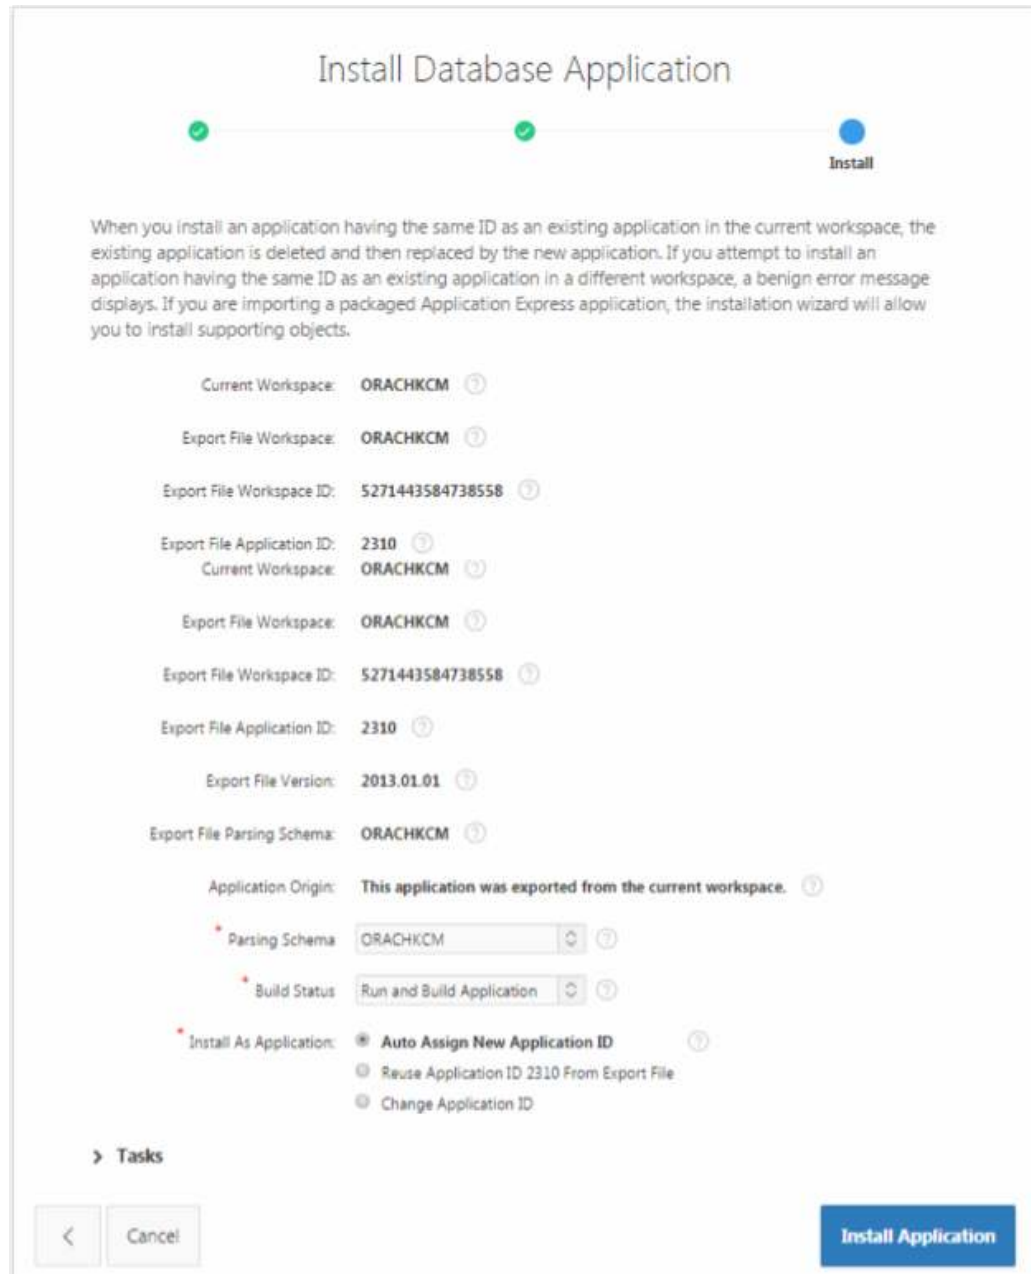 Install Database Application
Install
When you install an application having the same ID as an existing application in the current workspace, the
existing application is deleted and then replaced by the new application. If you attempt to install an
application having the same ID as an existing application in a different workspace, a benign error message
displays. If you are importing a packaged Application Express application, the installation wizard will allow
you to install supporting objects.
Current Workspace: ORACHKCM ?
Export File Workspace: ORACHKCM ?
Export File Workspace ID: 5271443584738558 ?
Export File Application ID: 2310 ?
Current Workspace: ORACHKCM ?
Export File Workspace: ORACHKCM ?
Export File Workspace ID: 5271443584738558 ?
Export File Application ID: 2310 ?
Export File Version: 2013.01.01 ?
Export File Parsing Schema: ORACHKCM ?
Application Origin: This application was exported from the current workspace. ?
* Parsing Schema ORACHKCM ?
* Build Status Run and Build Application ?
* Install As Application: Auto Assign New Application ID ?
Reuse Application ID 2310 From Export File
Change Application ID
> Tasks
< Cancel Install Application